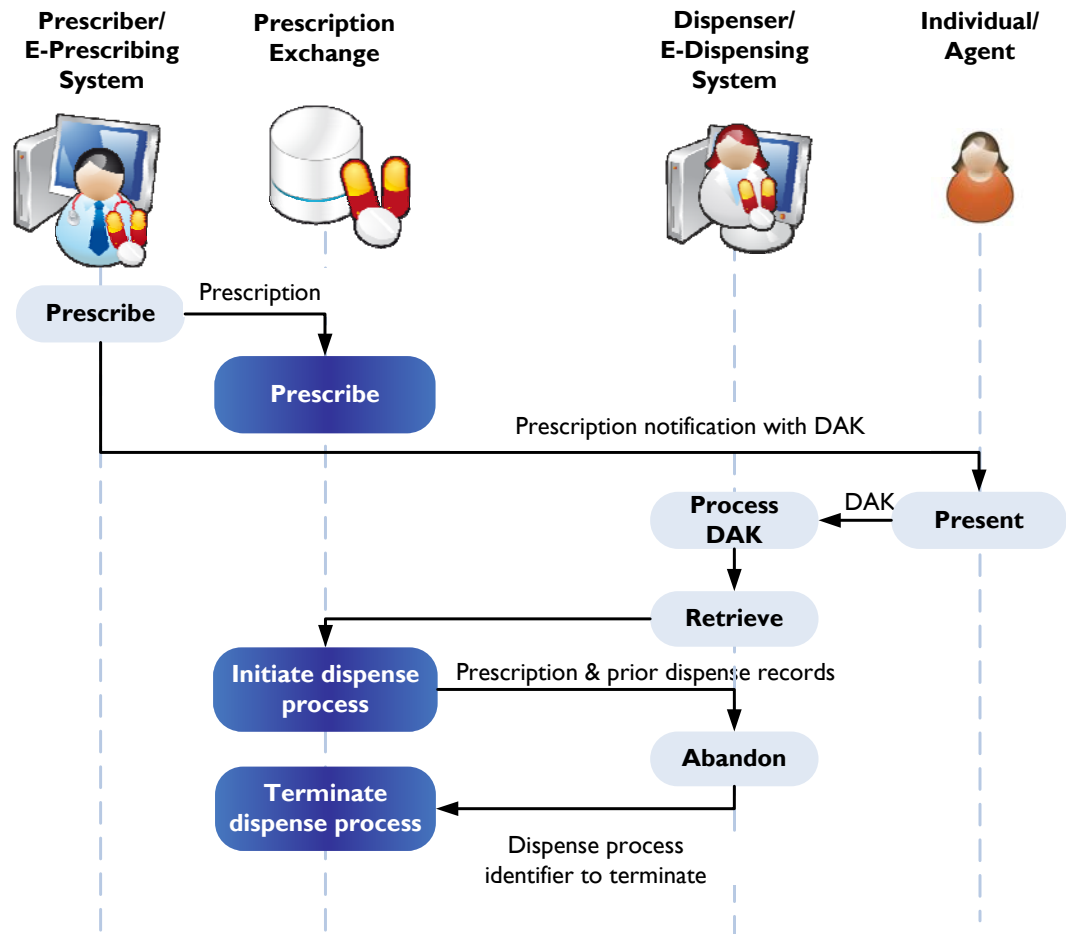 Prescriber/
E-Prescribing
System
Prescription
Exchange
Dispenser/
E-Dispensing
System
Individual/
Agent
Prescribe
Prescription
Prescribe
Prescription notification with DAK
Process
DAK
DAK
Present
Retrieve
Initiate dispense
process
Prescription & prior dispense records
Abandon
Terminate
dispense process
Dispense process
identifier to terminate